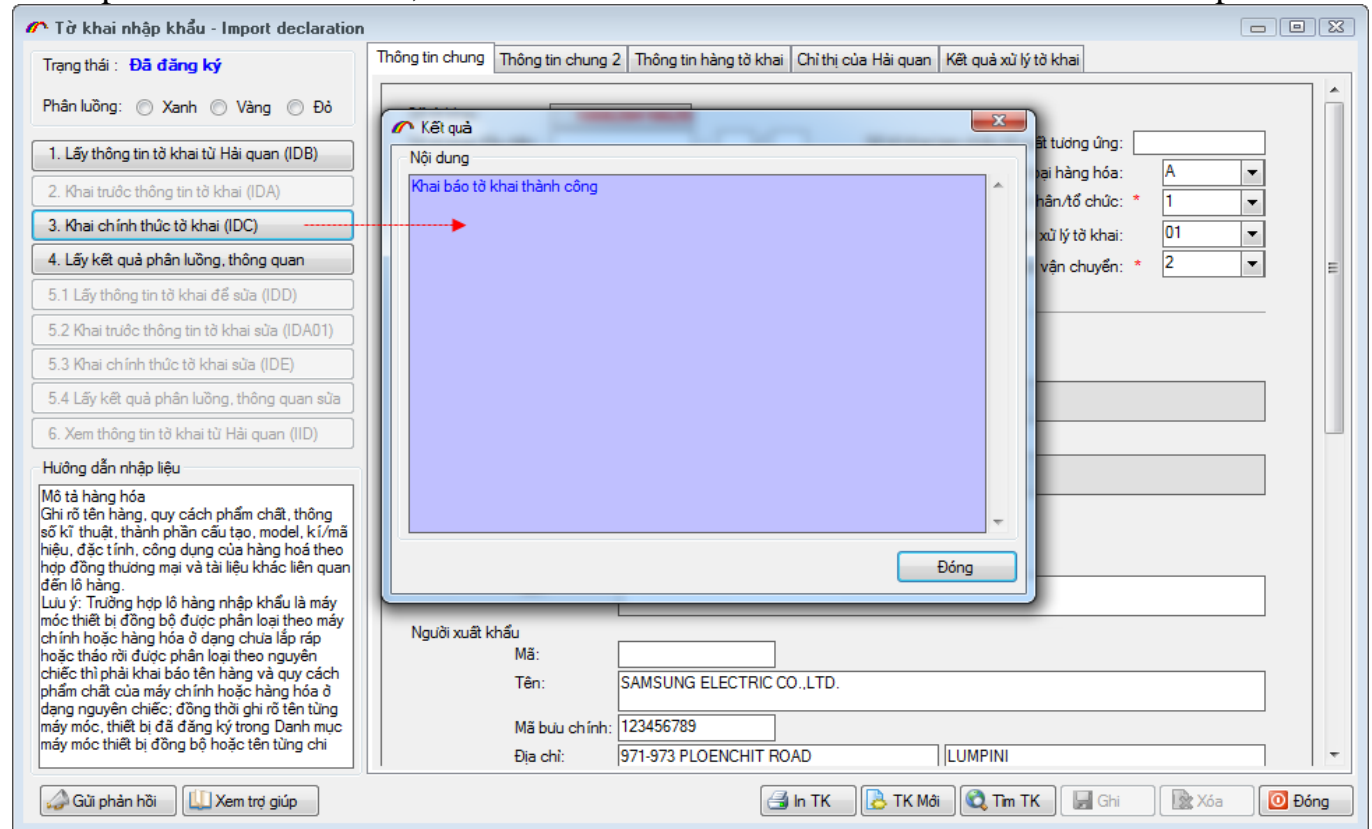 Tờ khai nhập khẩu - Import declaration
Trạng thái : Đã đăng ký
Phân luồng: Xanh Vàng Đỏ
1. Lấy thông tin tờ khai từ Hải quan (IDB)
2. Khai trước thông tin tờ khai (IDA)
3. Khai chính thức tờ khai (IDC)
4. Lấy kết quả phân luồng, thông quan
5.1 Lấy thông tin tờ khai để sửa (IDD)
5.2 Khai trước thông tin tờ khai sửa (IDA01)
5.3 Khai chính thức tờ khai sửa (IDE)
5.4 Lấy kết quả phân luồng, thông quan sửa
6. Xem thông tin tờ khai từ Hải quan (IID)
Hướng dẫn nhập liệu
Mô tả hàng hóa
Ghi rõ tên hàng, quy cách phẩm chất, thông
số kĩ thuật, thành phần cấu tạo, model, kí/mã
hiệu, đặc tính, công dụng của hàng hoá theo
hợp đồng thương mại và tài liệu khác liên quan
đến lô hàng.
Lưu ý: Trường hợp lô hàng nhập khẩu là máy
móc thiết bị đồng bộ được phân loại theo máy
chính hoặc hàng hóa ở dạng chưa lắp ráp
hoặc tháo rời được phân loại theo nguyên
chiếc thì phải khai báo tên hàng và quy cách
phẩm chất của máy chính hoặc hàng hóa ở
dạng nguyên chiếc; đồng thời ghi rõ tên từng
máy móc, thiết bị đã đăng ký trong Danh mục
máy móc thiết bị đồng bộ hoặc tên từng chi
Thông tin chung Thông tin chung 2 Thông tin hàng tờ khai Chỉ thị của Hải quan Kết quả xử lý tờ khai
Kết quả
Nội dung
Khai báo tờ khai thành công
Đóng
ất tương ứng:
ại hàng hóa: A
hân/tổ chức: * 1
xử lý tờ khai: 01
vận chuyển: * 2
Người xuất khẩu
Mã:
Tên: SAMSUNG ELECTRIC CO.,LTD.
Mã bưu chính: 123456789
Địa chỉ: 971-973 PLOENCHIT ROAD LUMPINI
Gửi phản hồi Xem trợ giúp In TK TK Mới Tìm TK Ghi Xóa Đóng